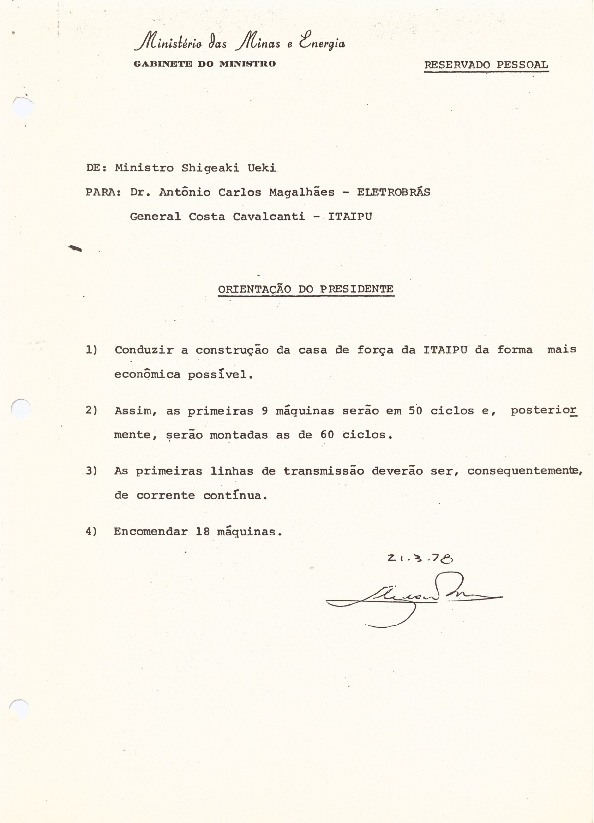 Ministério das Minas e Energia
GABINETE DO MINISTRO
RESERVADO PESSOAL
DE: Ministro Shigeaki Ueki
PARA: Dr. Antônio Carlos Magalhães - ELETROBRÁS
General Costa Cavalcanti - ITAIPU
ORIENTAÇÃO DO PRESIDENTE
1) Conduzir a construção da casa de força da ITAIPU da forma mais
econômica possível.
2) Assim, as primeiras 9 máquinas serão em 50 ciclos e, posterior
mente, serão montadas as de 60 ciclos.
3) As primeiras linhas de transmissão deverão ser, consequentemente,
de corrente contínua.
4) Encomendar 18 máquinas.
21.3.78